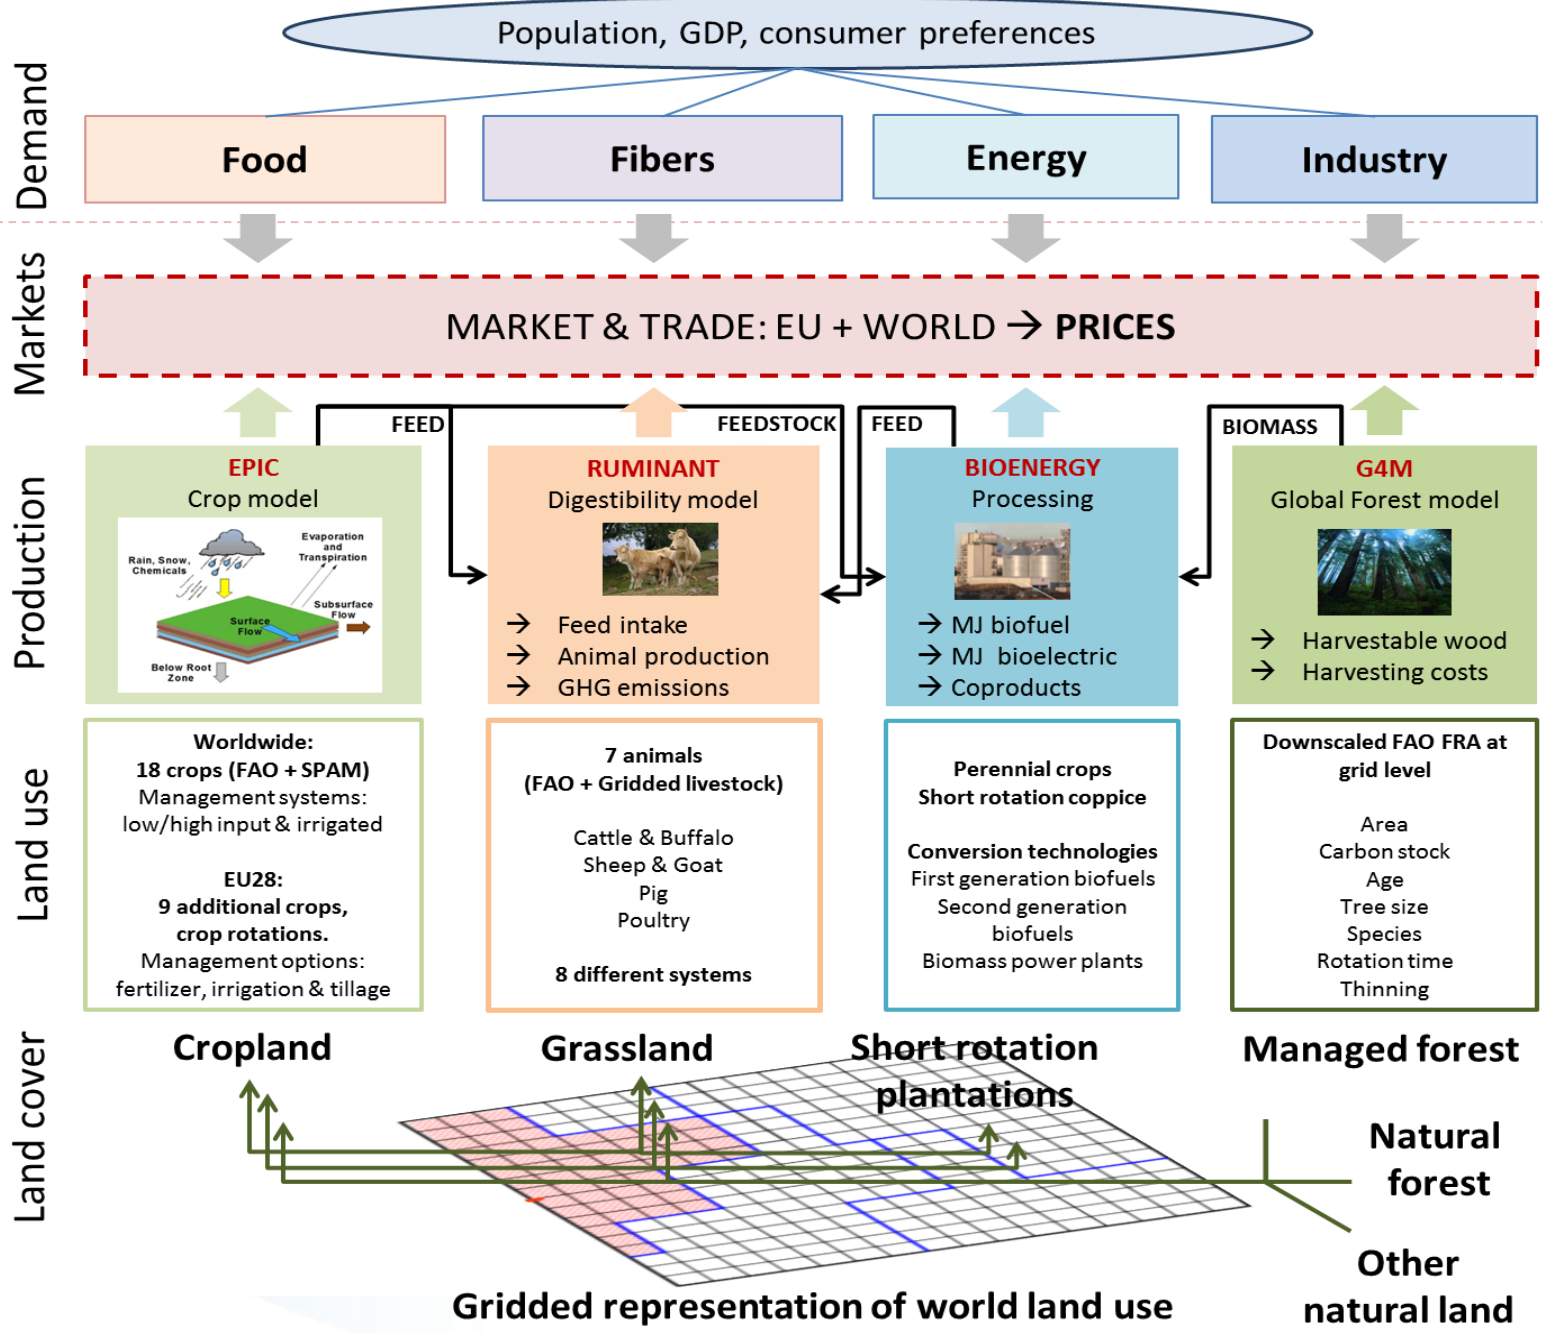 Population, GDP, consumer preferences
Demand
Food
Fibers
Energy
Industry
Markets
MARKET & TRADE: EU + WORLD → PRICES
FEED
FEEDSTOCK
FEED
BIOMASS
Production
EPIC
Crop model
Rain, Snow,
Chemicals
Evaporation
and
Transpiration
Subsurface
Flow
Surface
Flow
Below Root
Zone
RUMINANT
Digestibility model
→ Feed intake
→ Animal production
→ GHG emissions
BIOENERGY
Processing
→ MJ biofuel
→ MJ bioelectric
→ Coproducts
G4M
Global Forest model
→ Harvestable wood
→ Harvesting costs
Land use
Worldwide:
18 crops (FAO + SPAM)
Management systems:
low/high input & irrigated
EU28:
9 additional crops,
crop rotations.
Management options:
fertilizer, irrigation & tillage
7 animals
(FAO + Gridded livestock)
Cattle & Buffalo
Sheep & Goat
Pig
Poultry
8 different systems
Perennial crops
Short rotation coppice
Conversion technologies
First generation biofuels
Second generation
biofuels
Biomass power plants
Downscaled FAO FRA at
grid level
Area
Carbon stock
Age
Tree size
Species
Rotation time
Thinning
Land cover
Cropland
Grassland
Short rotation
plantations
Managed forest
Natural
forest
Other
natural land
Gridded representation of world land use